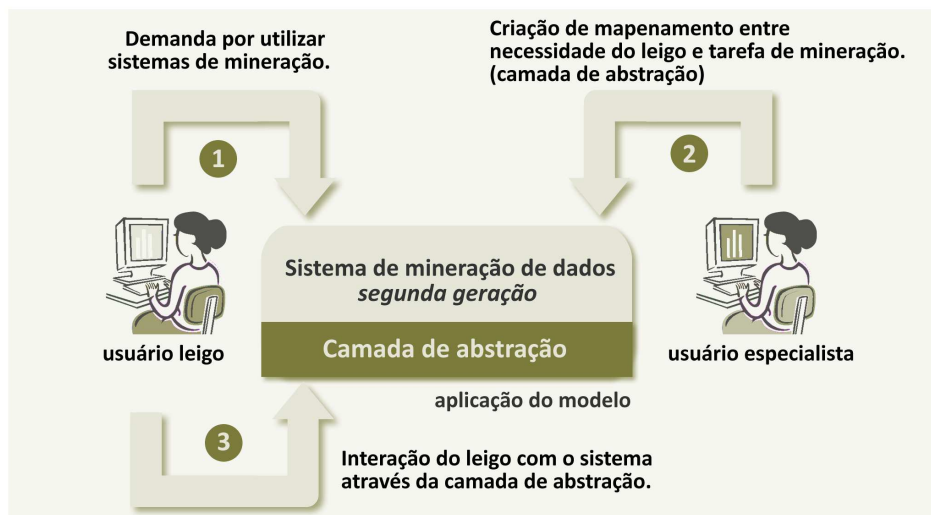 Demanda por utilizar
sistemas de mineração.
Criação de mapenamento entre
necessidade do leigo e tarefa de mineração.
(camada de abstração)
1
2
Sistema de mineração de dados
segunda geração
Camada de abstração
usuário leigo
usuário especialista
aplicação do modelo
3
Interação do leigo com o sistema
através da camada de abstração.